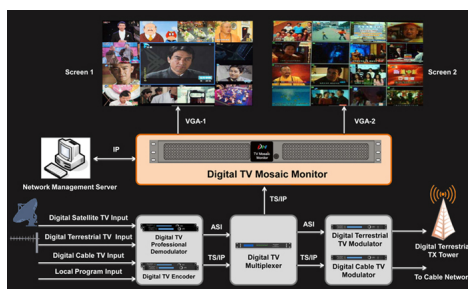 Screen 1
Screen 2
VGA-1
VGA-2
IP
TV Mosaic
Monitor
Network Management Server
Digital TV Mosaic Monitor
TS/IP
Digital Satellite TV Input
Digital Terrestrial TV Input
Digital Cable TV Input
Local Program Input
Digital TV
Professional
Demodulator
Digital TV Encoder
ASI
TS/IP
Digital TV
Multiplexer
ASI
TS/IP
Digital Terrestrial
TV Modulator
Digital Cable TV
Modulator
Digital Terrestrial
TX Tower
To Cable Network